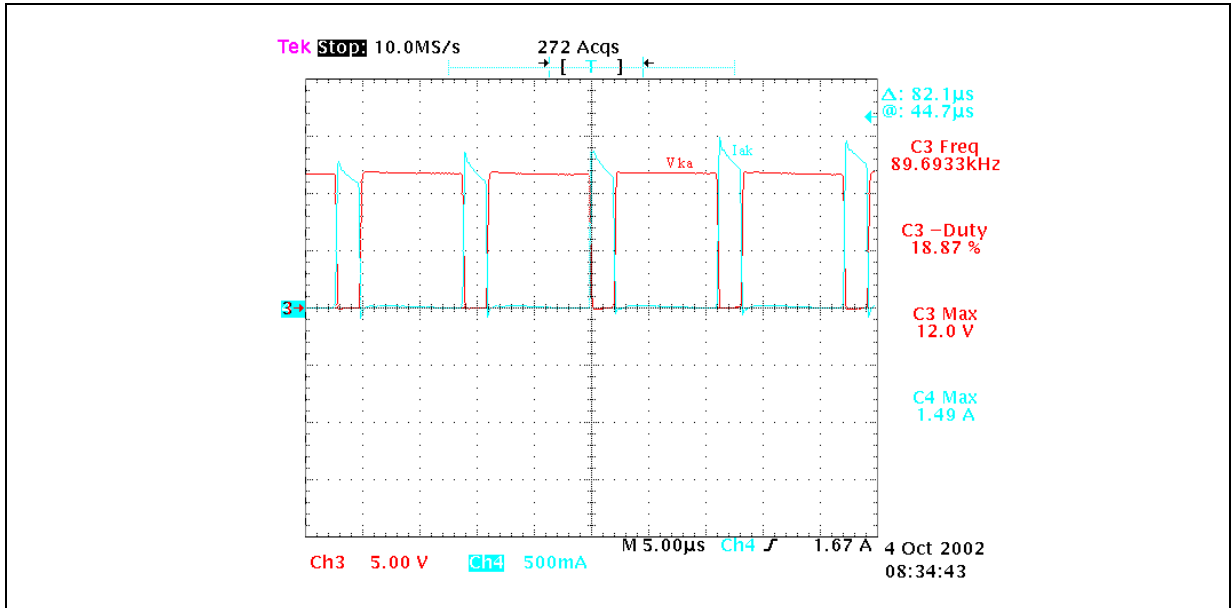 Tek Stop: 10.0MS/s 272 Acqs
[ T ]
Δ: 82.1µs
@: 44.7µs
C3 Freq
89.6933kHz
Vka
Iak
C3 −Duty
18.87 %
3
C3 Max
12.0 V
C4 Max
1.49 A
M 5.00µs Ch4 ʃ 1.67 A
Ch3 5.00 V Ch4 500mA
4 Oct 2002
08:34:43